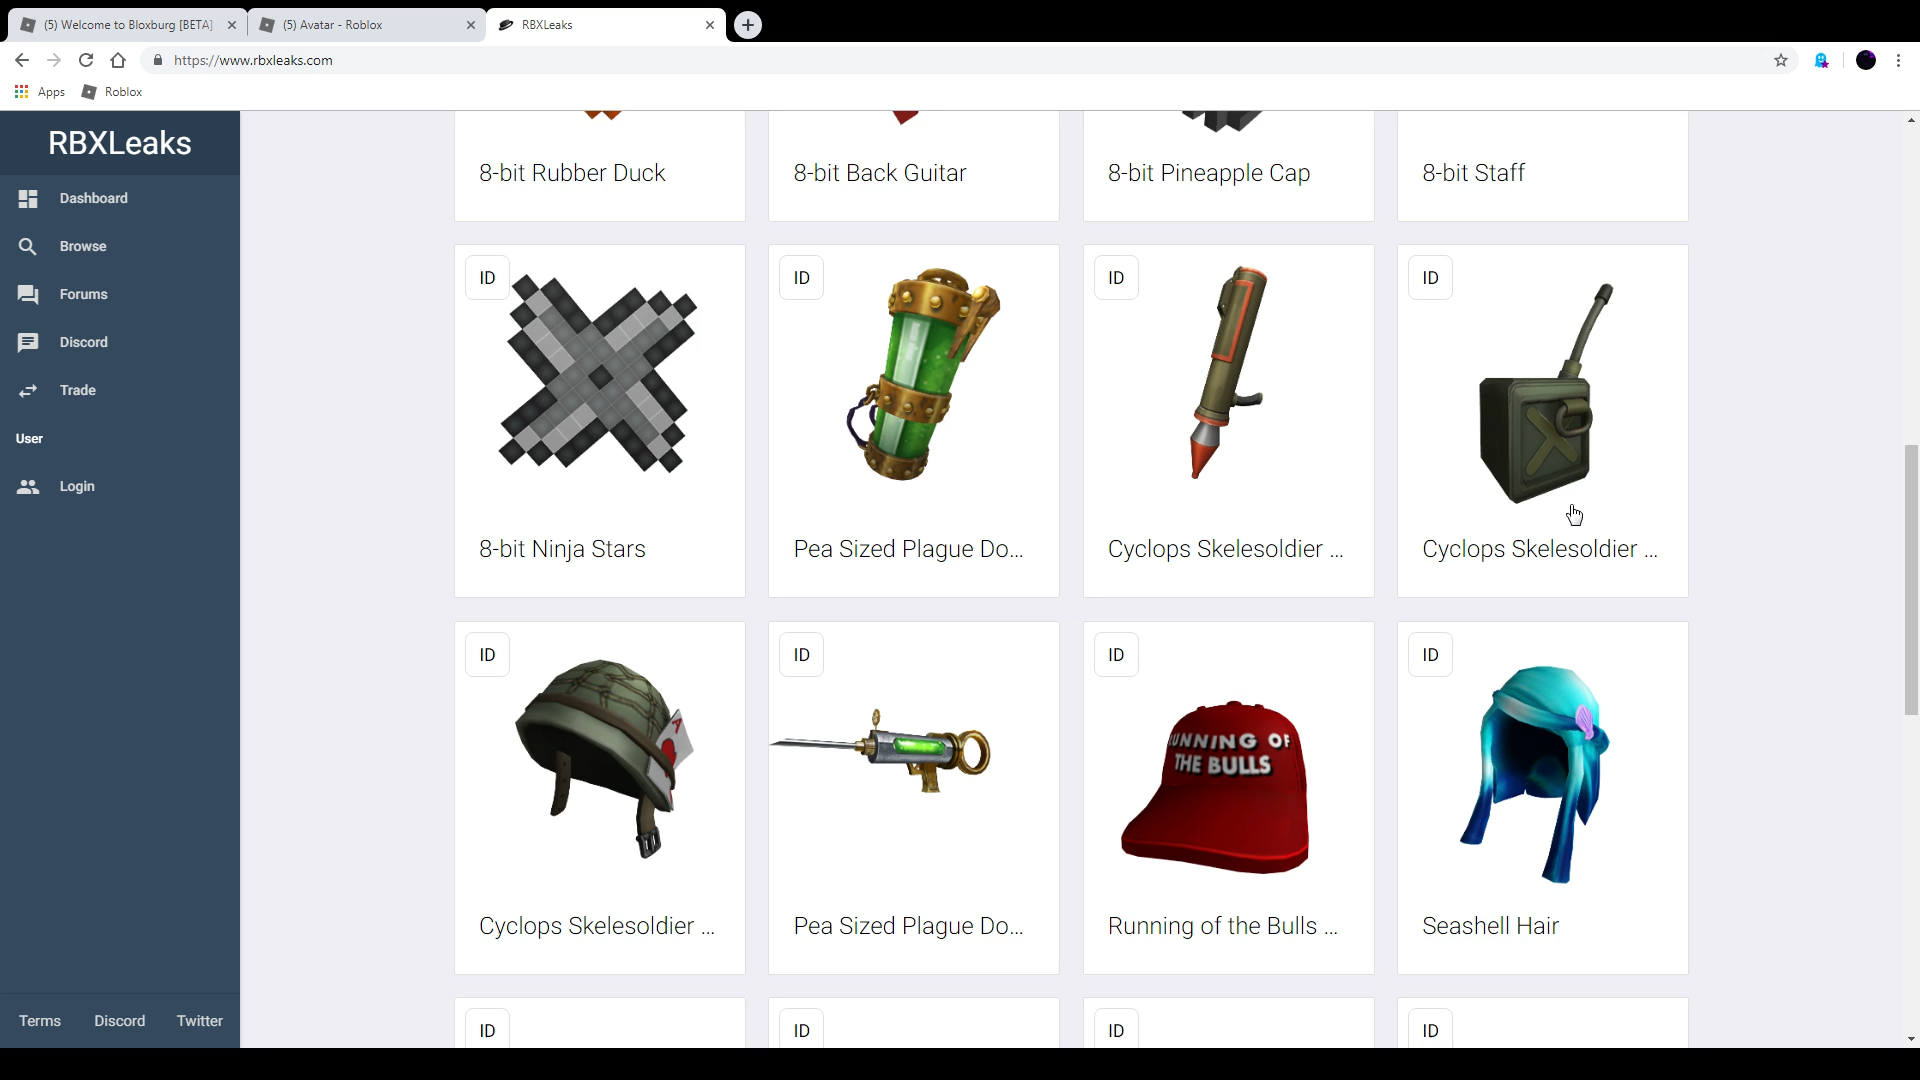 (5) Welcome to Bloxburg [BETA]
(5) Avatar - Roblox
RBXLeaks
https://www.rbxleaks.com
Apps
Roblox
RBXLeaks
Dashboard
Browse
Forums
Discord
Trade
User
Login
Terms Discord Twitter
8-bit Rubber Duck
8-bit Back Guitar
8-bit Pineapple Cap
8-bit Staff
ID
8-bit Ninja Stars
ID
Pea Sized Plague Do...
ID
Cyclops Skelesoldier ...
ID
Cyclops Skelesoldier ...
ID
A
Cyclops Skelesoldier ...
ID
Pea Sized Plague Do...
ID
UNNING OF
THE BULLS
Running of the Bulls ...
ID
Seashell Hair
ID
ID
ID
ID